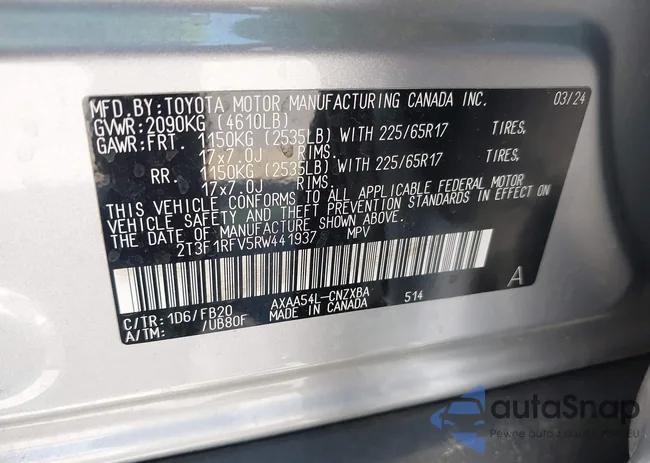 MFD. BY: TOYOTA MOTOR MANUFACTURING CANADA INC. 03/24
GVWR: 2090KG (4610LB)
GAWR: FRT. 1150KG (2535LB) WITH 225/65R17 TIRES,
17x7.0J RIMS.
RR. 1150KG (2535LB) WITH 225/65R17 TIRES,
17x7.0J RIMS.
THIS VEHICLE CONFORMS TO ALL APPLICABLE FEDERAL MOTOR
VEHICLE SAFETY AND THEFT PREVENTION STANDARDS IN EFFECT ON
THE DATE OF MANUFACTURE SHOWN ABOVE.
2T3F1RFV5RW441937 MPV
C/TR: 1D6/FB20 AXAA54L-CNZXBA 514 A
A/TM: /UB80F MADE IN CANADA
autaSnap
Pewne auto z